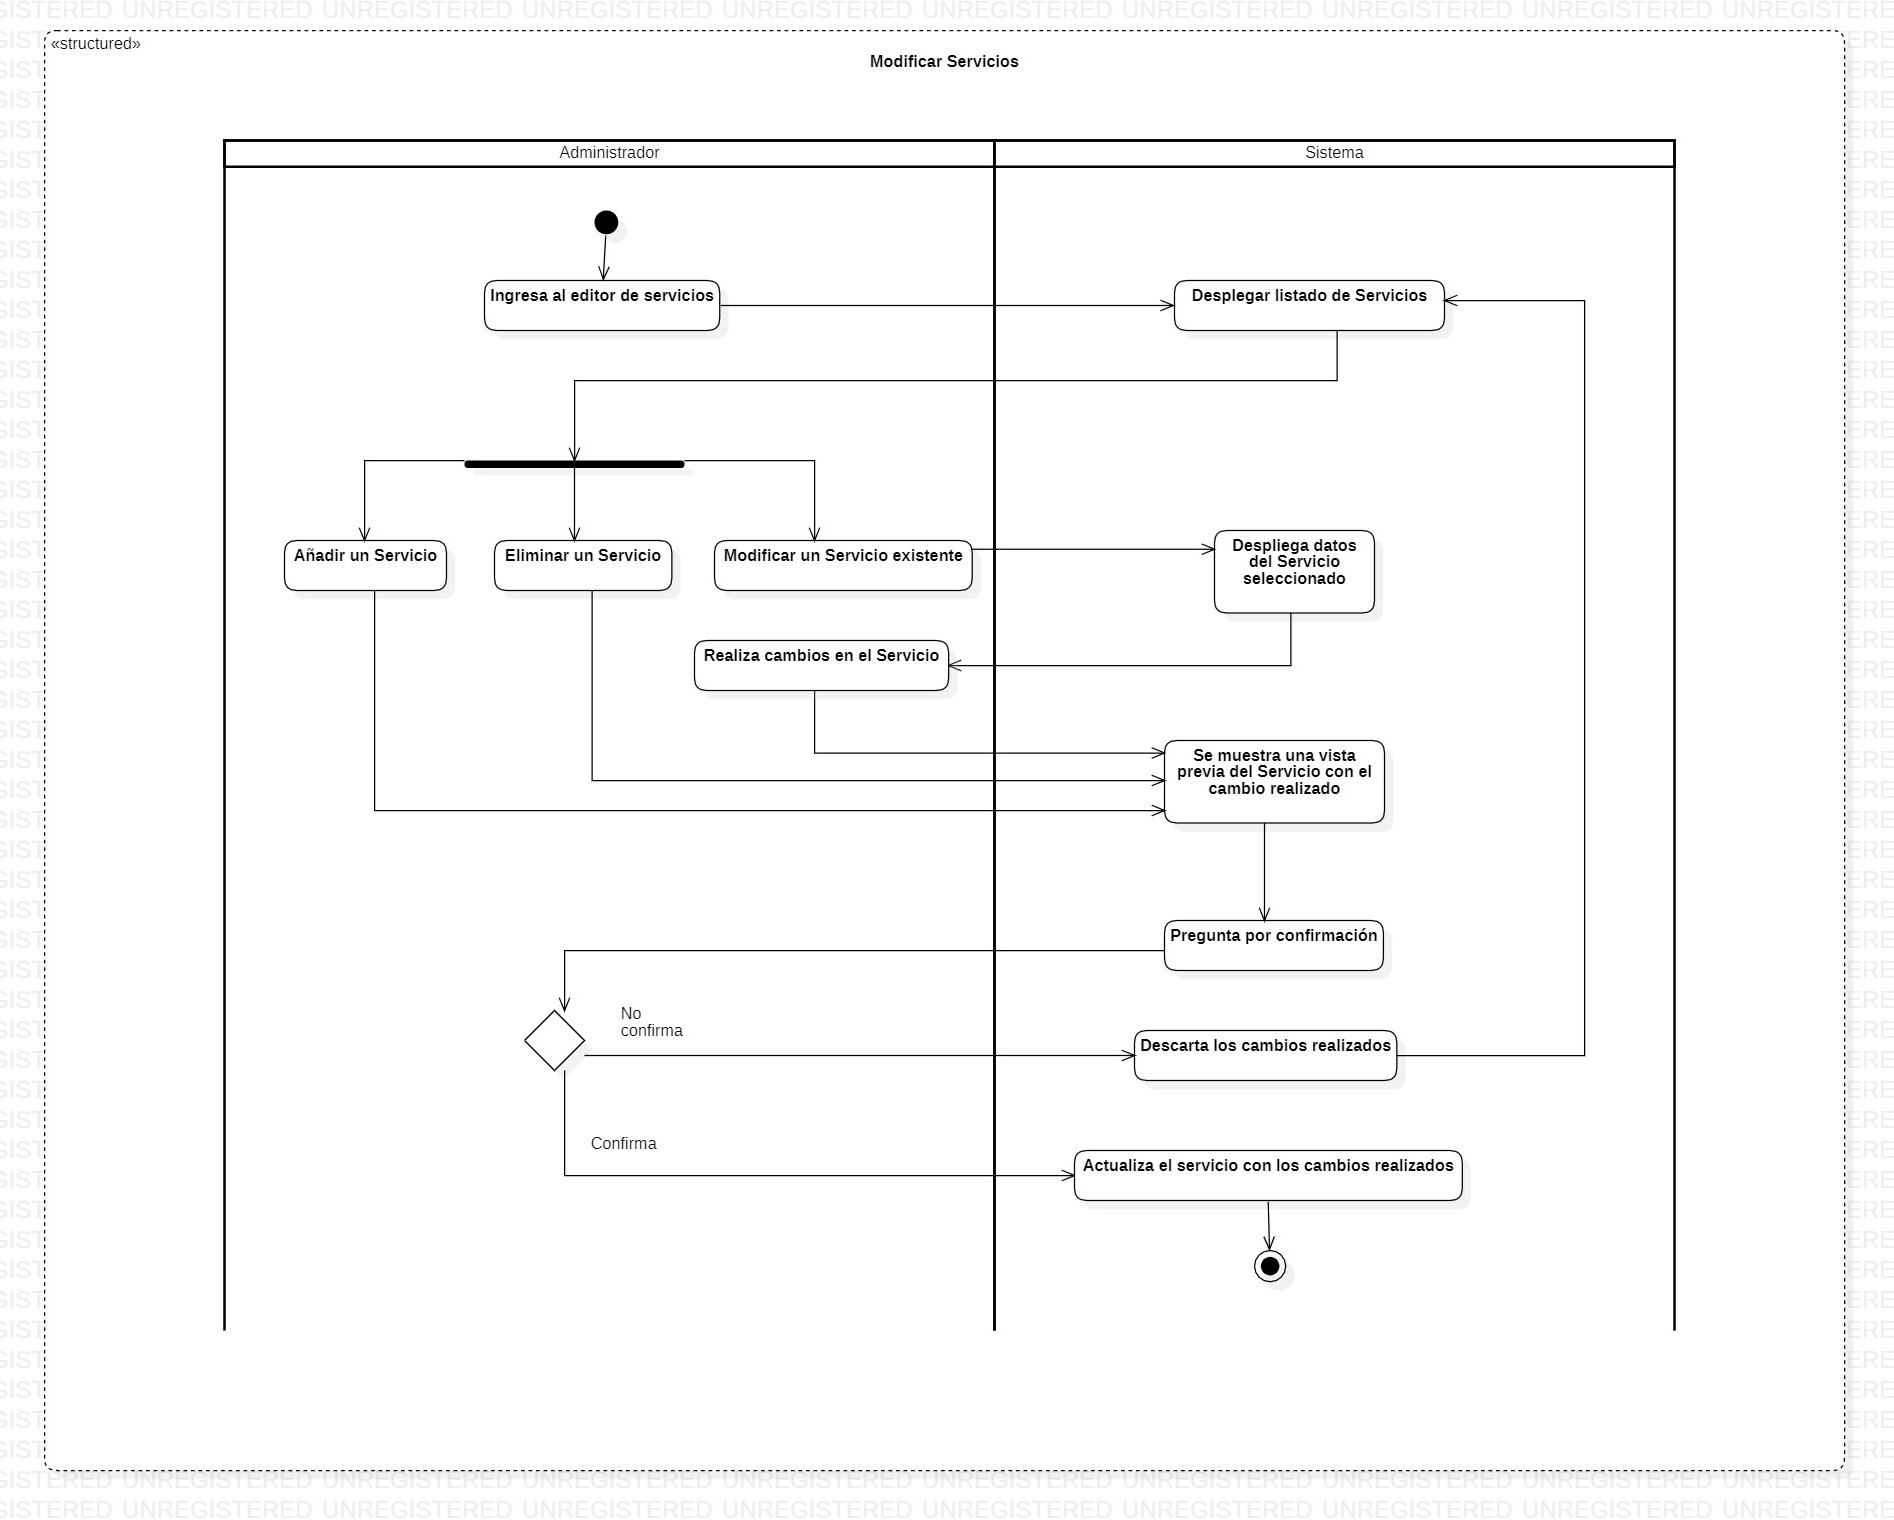 UNREGISTERED UNREGISTERED UNREGISTERED UNREGISTERED UNREGISTERED UNREGISTERED UNREGISTERED UNREGISTERED UNREGISTERED
«structured»
Modificar Servicios
Administrador
Sistema
Ingresa al editor de servicios
Desplegar listado de Servicios
Añadir un Servicio
Eliminar un Servicio
Modificar un Servicio existente
Despliega datos
del Servicio
seleccionado
Realiza cambios en el Servicio
Se muestra una vista
previa del Servicio con el
cambio realizado
Pregunta por confirmación
No
confirma
Descarta los cambios realizados
Confirma
Actualiza el servicio con los cambios realizados
UNREGISTERED UNREGISTERED UNREGISTERED UNREGISTERED UNREGISTERED UNREGISTERED UNREGISTERED UNREGISTERED